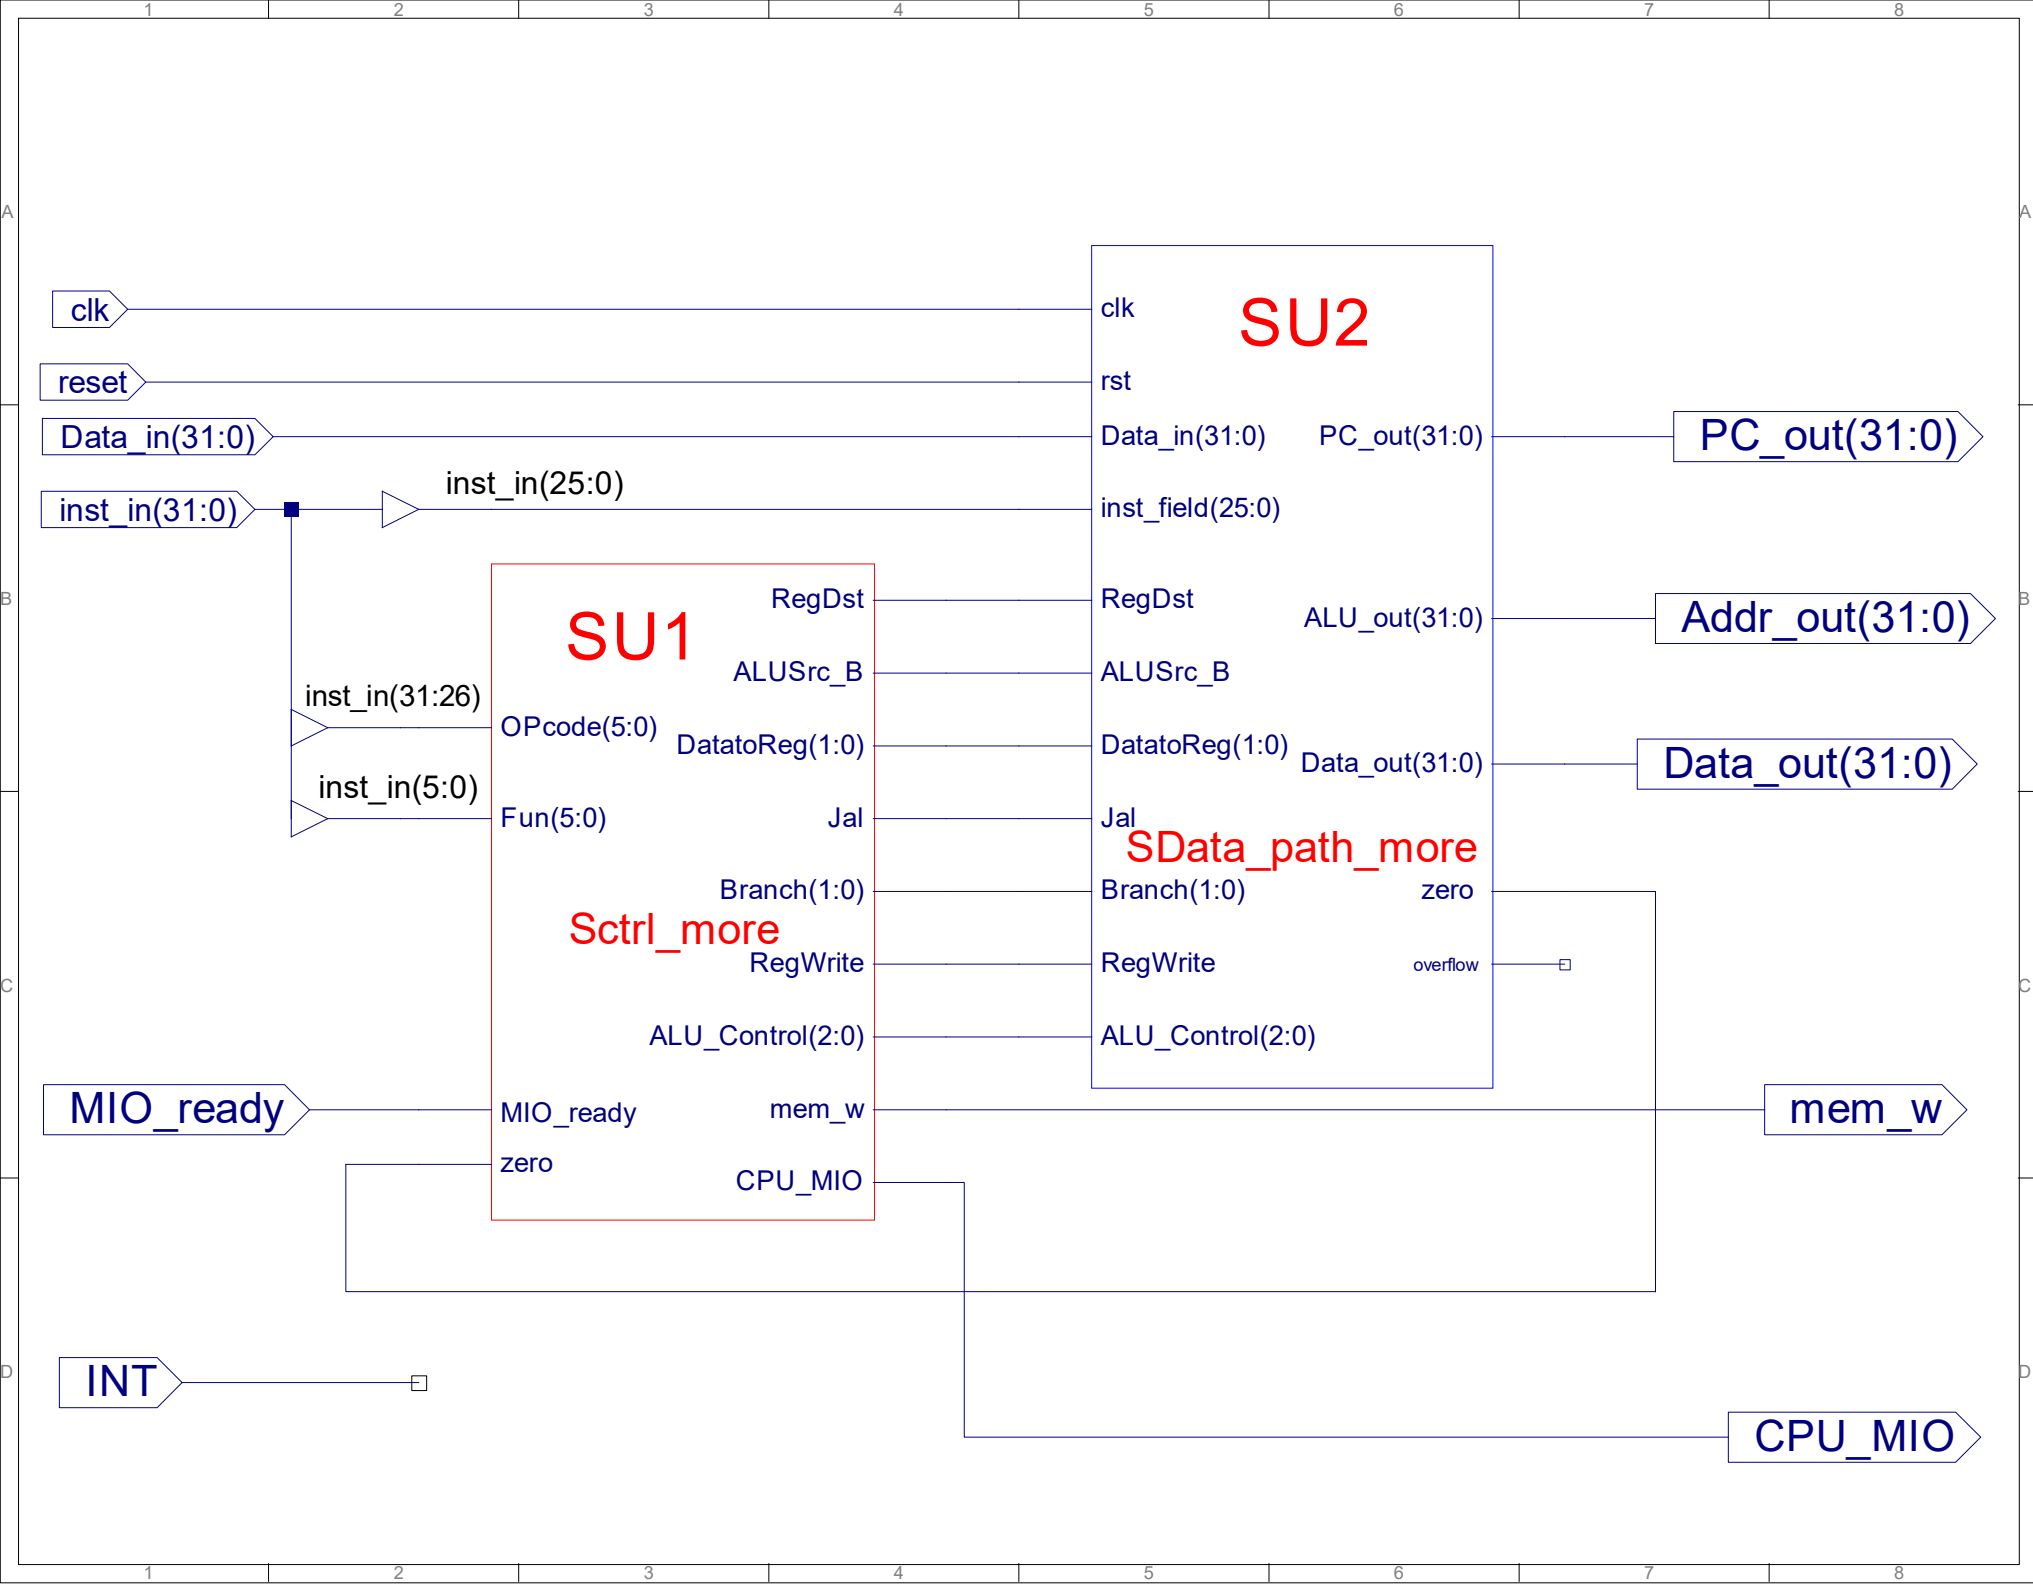 1 2 3 4 5 6 7 8
A A
clk
clk
SU2
reset
rst
Data_in(31:0)
Data_in(31:0)
PC_out(31:0)
PC_out(31:0)
inst_in(25:0)
inst_in(31:0)
inst_field(25:0)
B B
RegDst
RegDst
SU1
ALU_out(31:0)
Addr_out(31:0)
ALUSrc_B
ALUSrc_B
inst_in(31:26)
OPcode(5:0)
DatatoReg(1:0)
DatatoReg(1:0)
Data_out(31:0)
Data_out(31:0)
inst_in(5:0)
Fun(5:0)
Jal
Jal
SData_path_more
Branch(1:0)
Branch(1:0)
zero
Sctrl_more
RegWrite
RegWrite
overflow
C C
ALU_Control(2:0)
ALU_Control(2:0)
MIO_ready
MIO_ready
mem_w
mem_w
zero
CPU_MIO
D D
INT
CPU_MIO
1 2 3 4 5 6 7 8